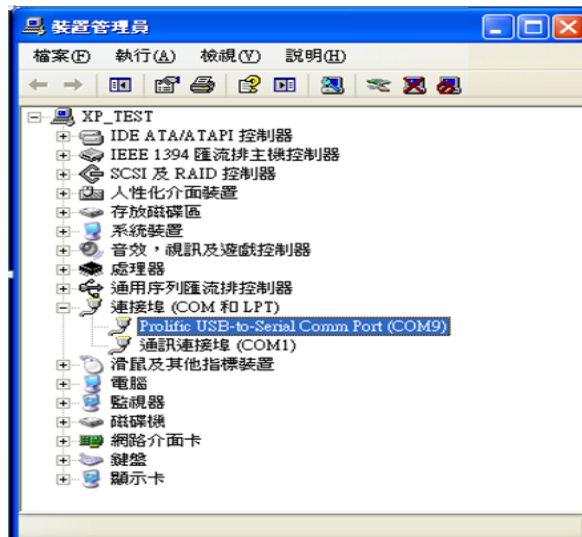 裝置管理員
檔案(F) 執行(A) 檢視(V) 說明(H)
XP_TEST
IDE ATA/ATAPI 控制器
IEEE 1394 匯流排主機控制器
SCSI 及 RAID 控制器
人性化介面裝置
存放磁碟區
系統裝置
音效，視訊及遊戲控制器
處理器
通用序列匯流排控制器
連接埠 (COM 和 LPT)
Prolific USB-to-Serial Comm Port (COM9)
通訊連接埠 (COM1)
滑鼠及其他指標裝置
電腦
監視器
磁碟機
網路介面卡
鍵盤
顯示卡